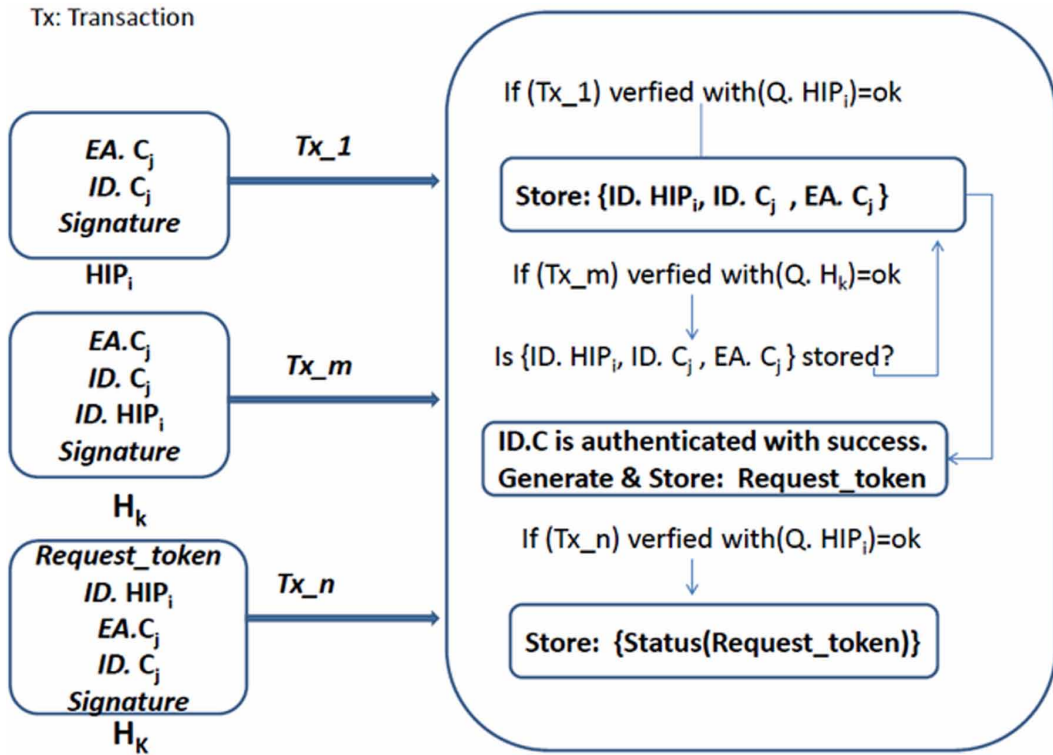 Tx: Transaction
EA. Cj
ID. Cj
Signature
HIPi
Tx_1
EA.Cj
ID. Cj
ID. HIPi
Signature
Hk
Tx_m
Request_token
ID. HIPi
EA.Cj
ID. Cj
Signature
HK
Tx_n
If (Tx_1) verfied with(Q. HIPi)=ok
Store: {ID. HIPi, ID. Cj , EA. Cj }
If (Tx_m) verfied with(Q. Hk)=ok
Is {ID. HIPi, ID. Cj , EA. Cj } stored?
ID.C is authenticated with success.
Generate & Store: Request_token
If (Tx_n) verfied with(Q. HIPi)=ok
Store: {Status(Request_token)}